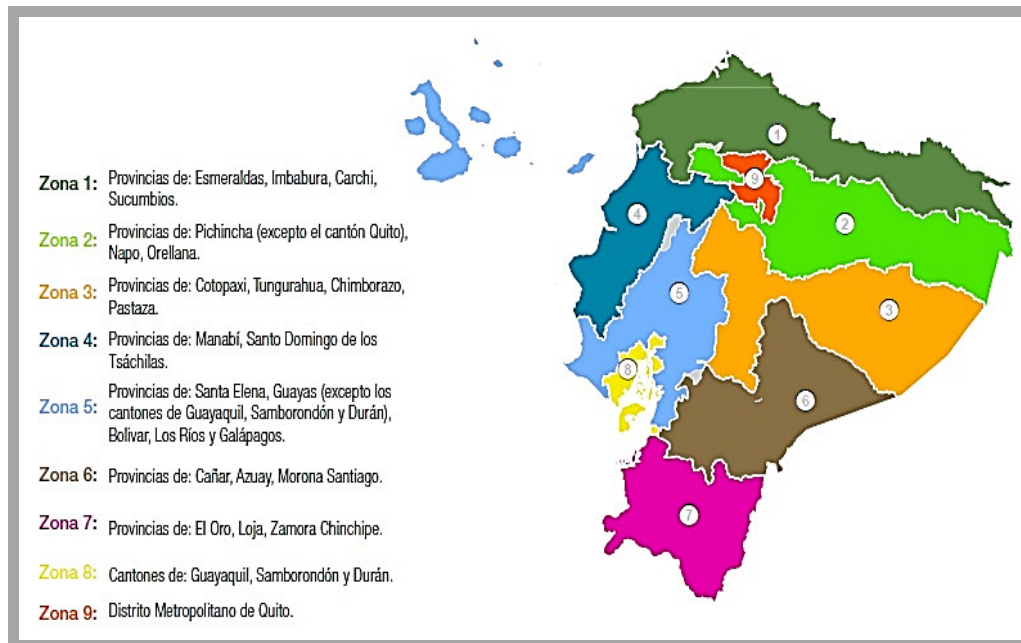 Zona 1: Provincias de: Esmeraldas, Imbabura, Carchi,
Sucumbios.
Zona 2: Provincias de: Pichincha (excepto el cantón Quito),
Napo, Orellana.
Zona 3: Provincias de: Cotopaxi, Tungurahua, Chimborazo,
Pastaza.
Zona 4: Provincias de: Manabí, Santo Domingo de los
Tsáchilas.
Zona 5: Provincias de: Santa Elena, Guayas (excepto los
cantones de Guayaquil, Samborondón y Durán),
Bolivar, Los Ríos y Galápagos.
Zona 6: Provincias de: Cañar, Azuay, Morona Santiago.
Zona 7: Provincias de: El Oro, Loja, Zamora Chinchipe.
Zona 8: Cantones de: Guayaquil, Samborondón y Durán.
Zona 9: Distrito Metropolitano de Quito.
1
9
4
2
5
3
8
6
7